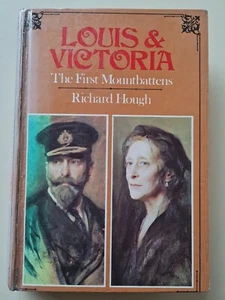 LOUIS &
VICTORIA
The First Mountbattens
Richard Hough